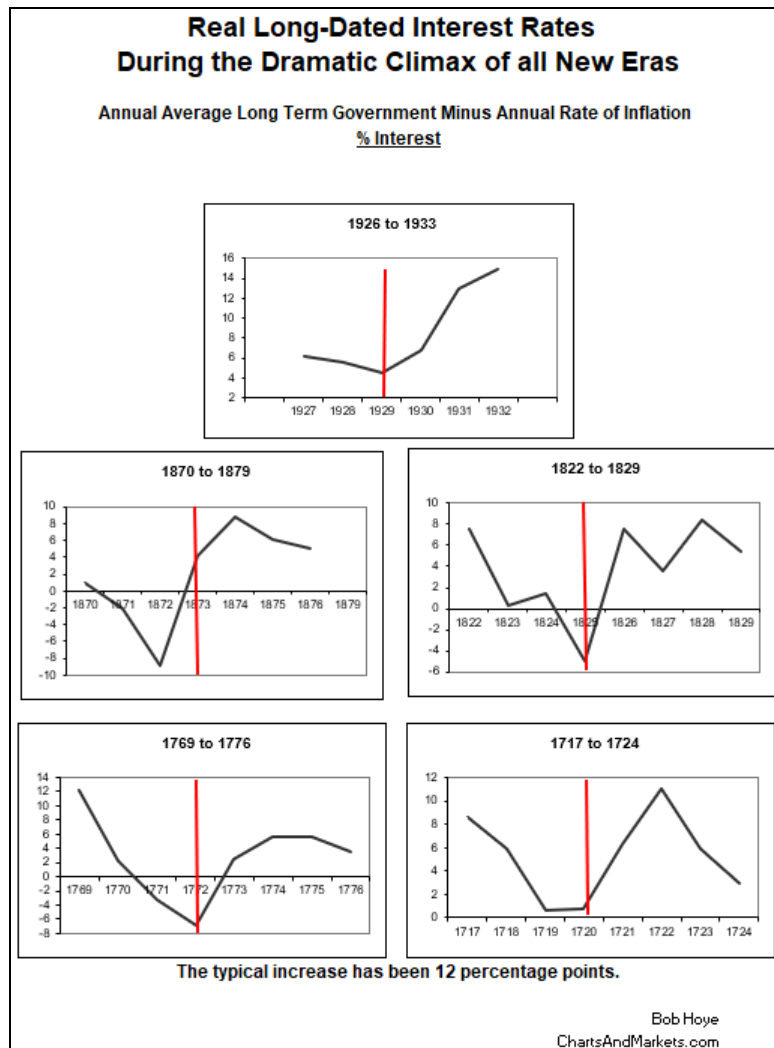 Real Long-Dated Interest Rates
During the Dramatic Climax of all New Eras
Annual Average Long Term Government Minus Annual Rate of Inflation
% Interest
1926 to 1933
16
14
12
10
8
6
4
2
1927 1928 1929 1930 1931 1932
1870 to 1879
10
8
6
4
2
0
-2
-4
-6
-8
-10
1870 1871 1872 1873 1874 1875 1876 1879
1822 to 1829
10
8
6
4
2
0
-2
-4
-6
1822 1823 1824 1825 1826 1827 1828 1829
1769 to 1776
14
12
10
8
6
4
2
0
-2
-4
-6
-8
1769 1770 1771 1772 1773 1774 1775 1776
1717 to 1724
12
10
8
6
4
2
0
1717 1718 1719 1720 1721 1722 1723 1724
The typical increase has been 12 percentage points.
Bob Hoye
ChartsAndMarkets.com